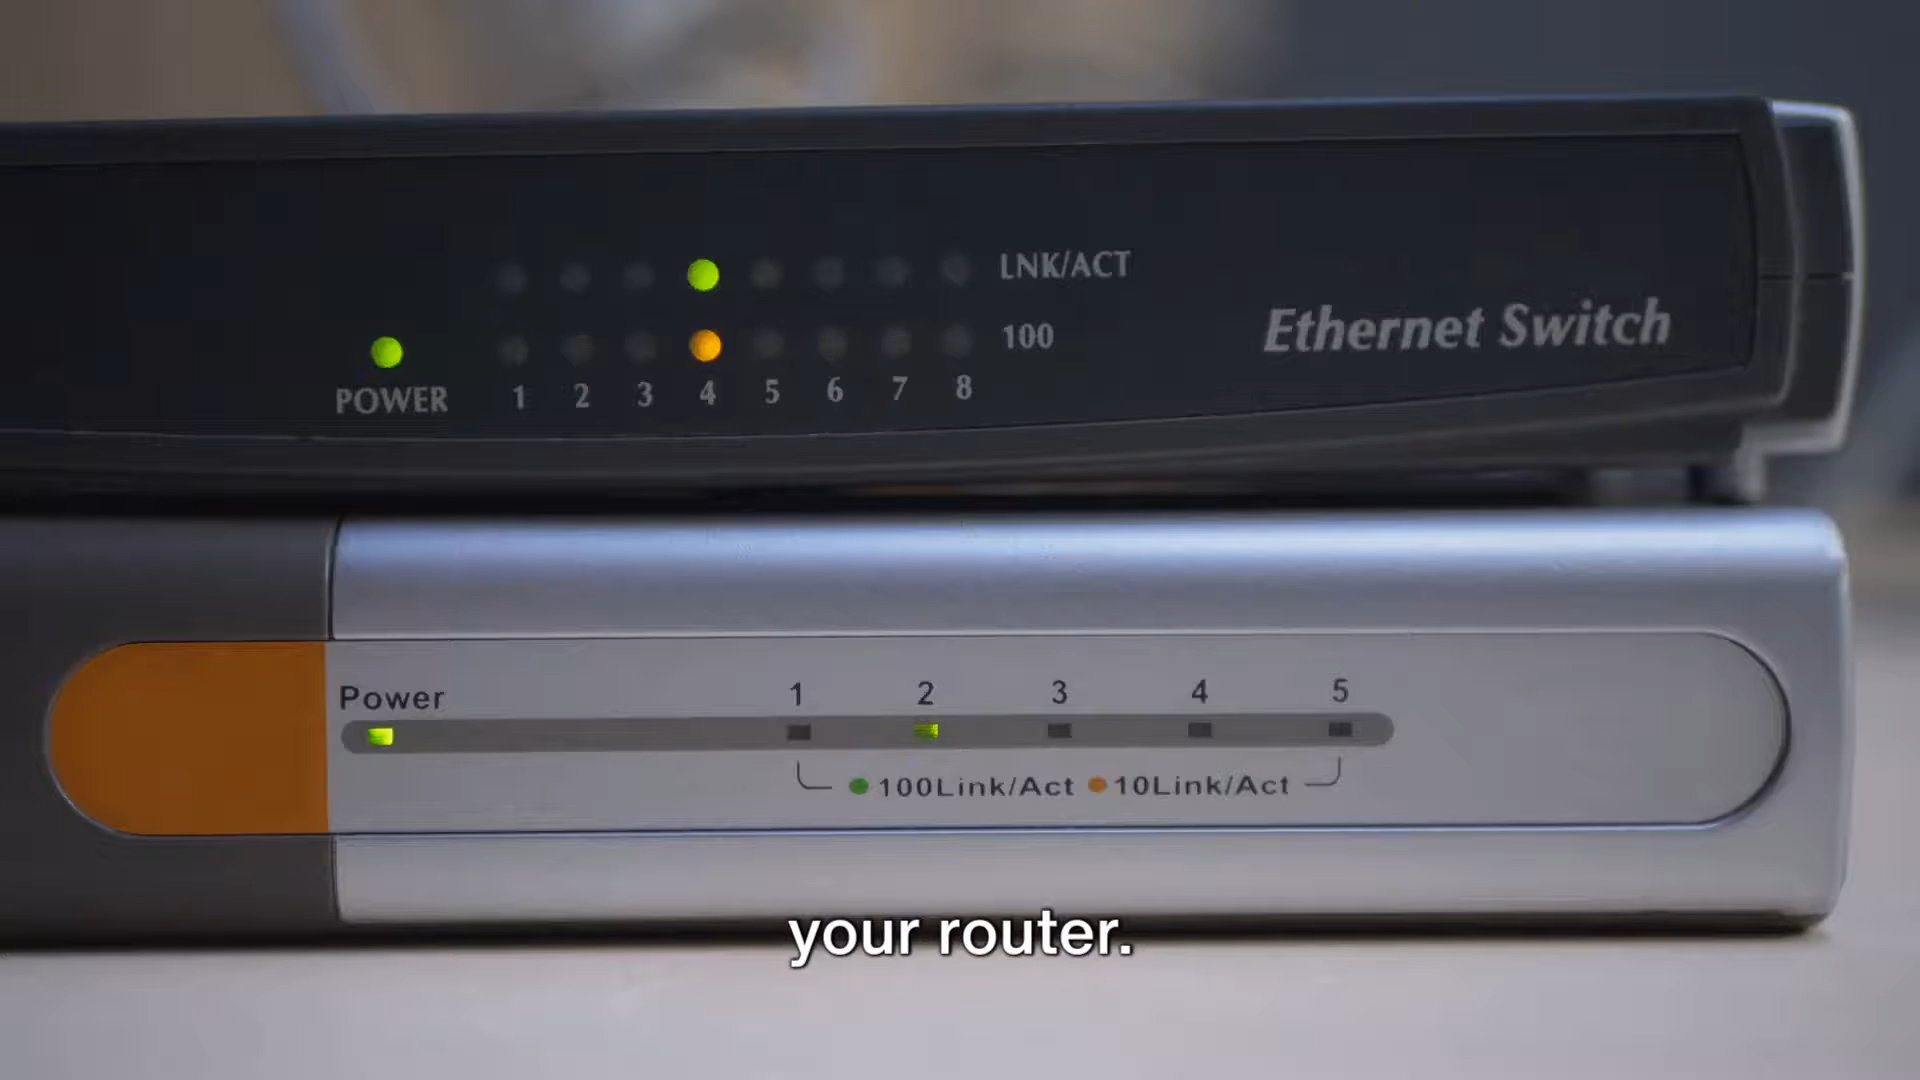 LNK/ACT
100
Ethernet Switch
POWER 1 2 3 4 5 6 7 8
Power 1 2 3 4 5
100Link/Act 10Link/Act
your router.